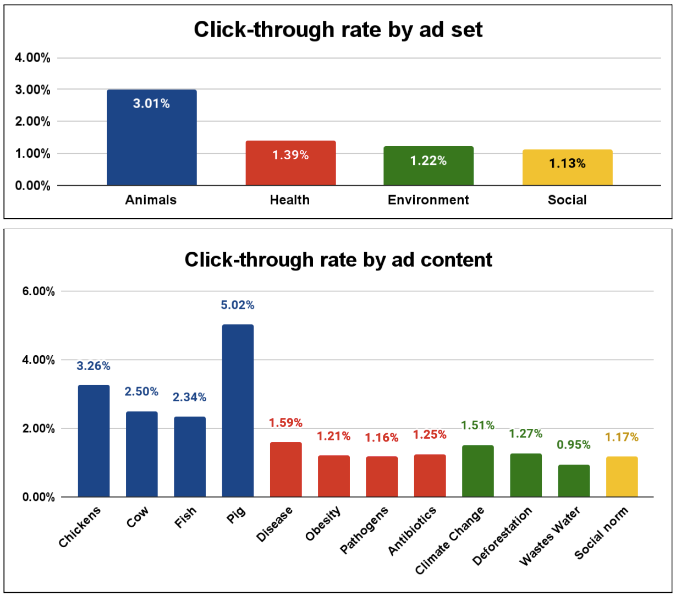 Click-through rate by ad set
4.00%
3.00%
2.00%
1.00%
0.00%
3.01%
1.39%
1.22%
1.13%
Animals
Health
Environment
Social
Click-through rate by ad content
6.00%
4.00%
2.00%
0.00%
3.26%
2.50%
2.34%
5.02%
1.59%
1.21%
1.16%
1.25%
1.51%
1.27%
0.95%
1.17%
Chickens
Cow
Fish
Pig
Disease
Obesity
Pathogens
Antibiotics
Climate Change
Deforestation
Wastes Water
Social norm